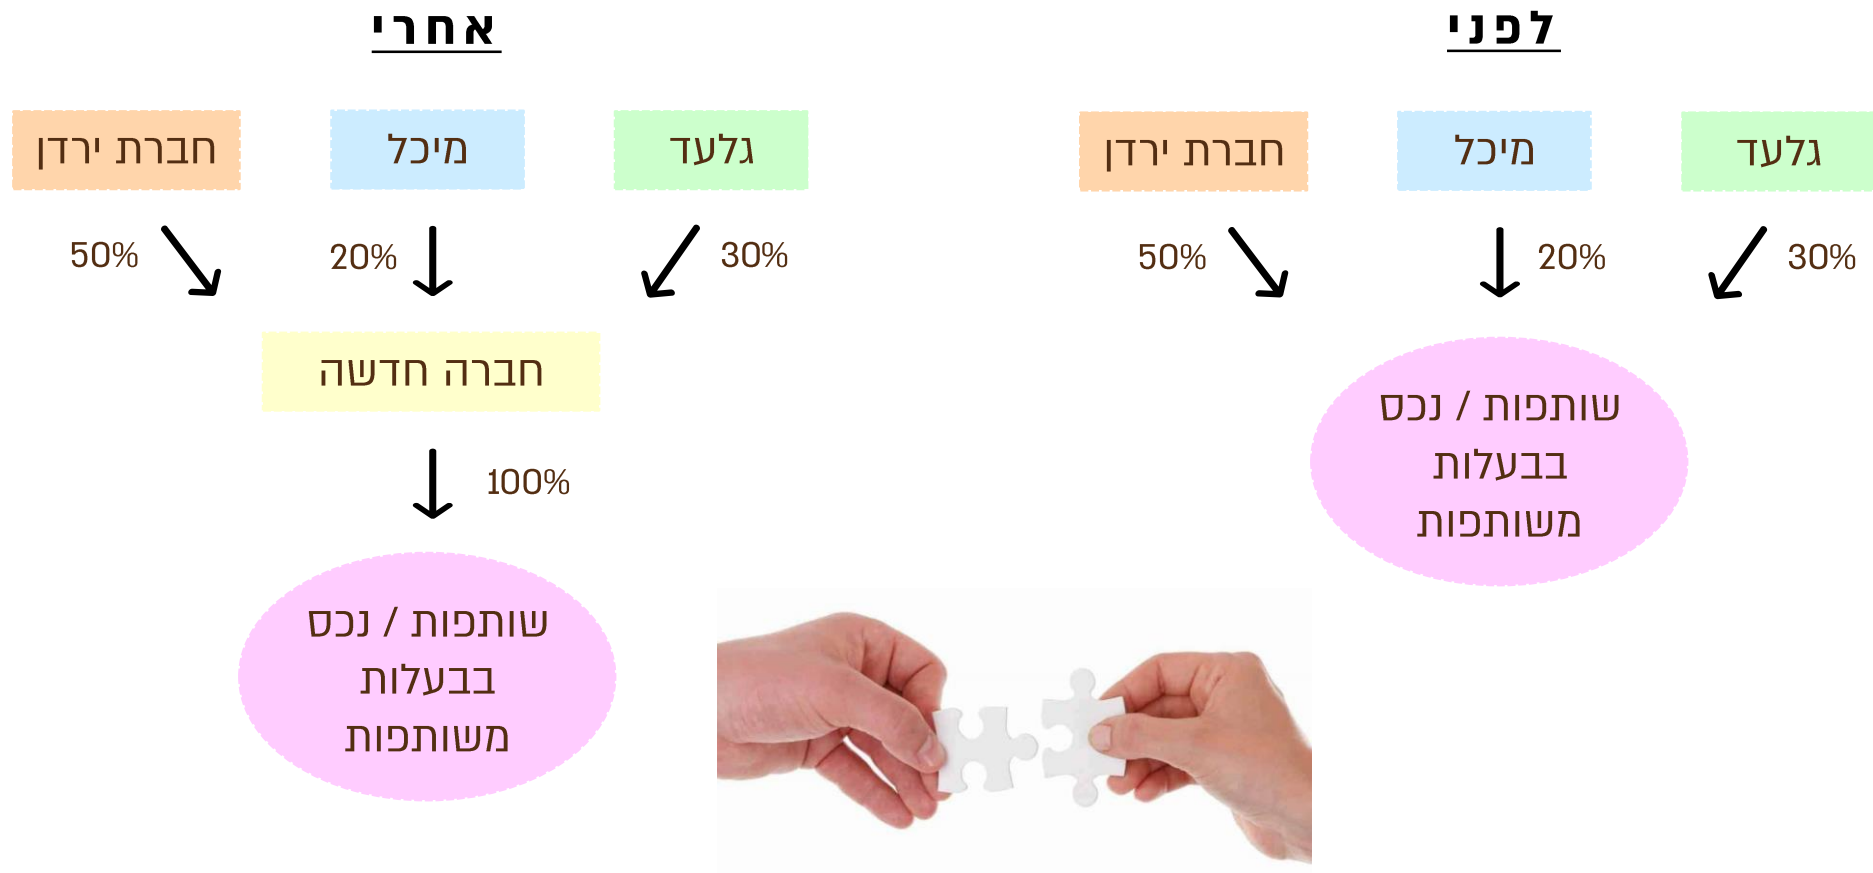 לפני
גלעד
מיכל
חברת ירדן
30%
20%
50%
שותפות / נכס
בבעלות
משותפות
אחרי
גלעד
מיכל
חברת ירדן
30%
20%
50%
חברה חדשה
100%
שותפות / נכס
בבעלות
משותפות